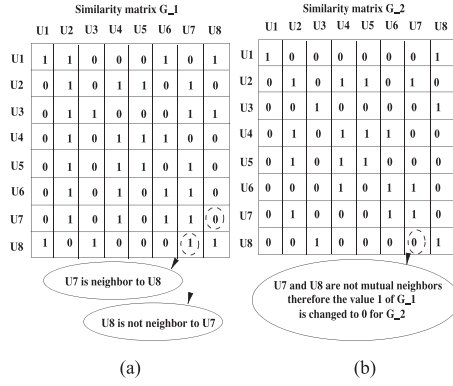 Similarity matrix G_1
U1 U2 U3 U4 U5 U6 U7 U8
U1 1 1 0 0 0 1 0 1
U2 0 1 0 1 1 0 1 0
U3 0 1 1 0 0 0 1 1
U4 0 1 0 1 1 1 0 0
U5 0 1 0 1 1 0 1 0
U6 0 1 0 1 0 1 1 0
U7 0 1 0 1 0 1 1 0
U8 1 0 1 0 0 0 1 1
U7 is neighbor to U8
U8 is not neighbor to U7
(a)
Similarity matrix G_2
U1 U2 U3 U4 U5 U6 U7 U8
U1 1 0 0 0 0 0 0 1
U2 0 1 0 1 1 0 1 0
U3 0 0 1 0 0 0 0 1
U4 0 1 0 1 1 1 0 0
U5 0 1 0 1 1 0 1 0
U6 0 0 0 1 0 1 1 0
U7 0 1 0 0 0 1 1 0
U8 0 0 1 0 0 0 0 1
U7 and U8 are not mutual neighbors
therefore the value 1 of G_1
is changed to 0 for G_2
(b)